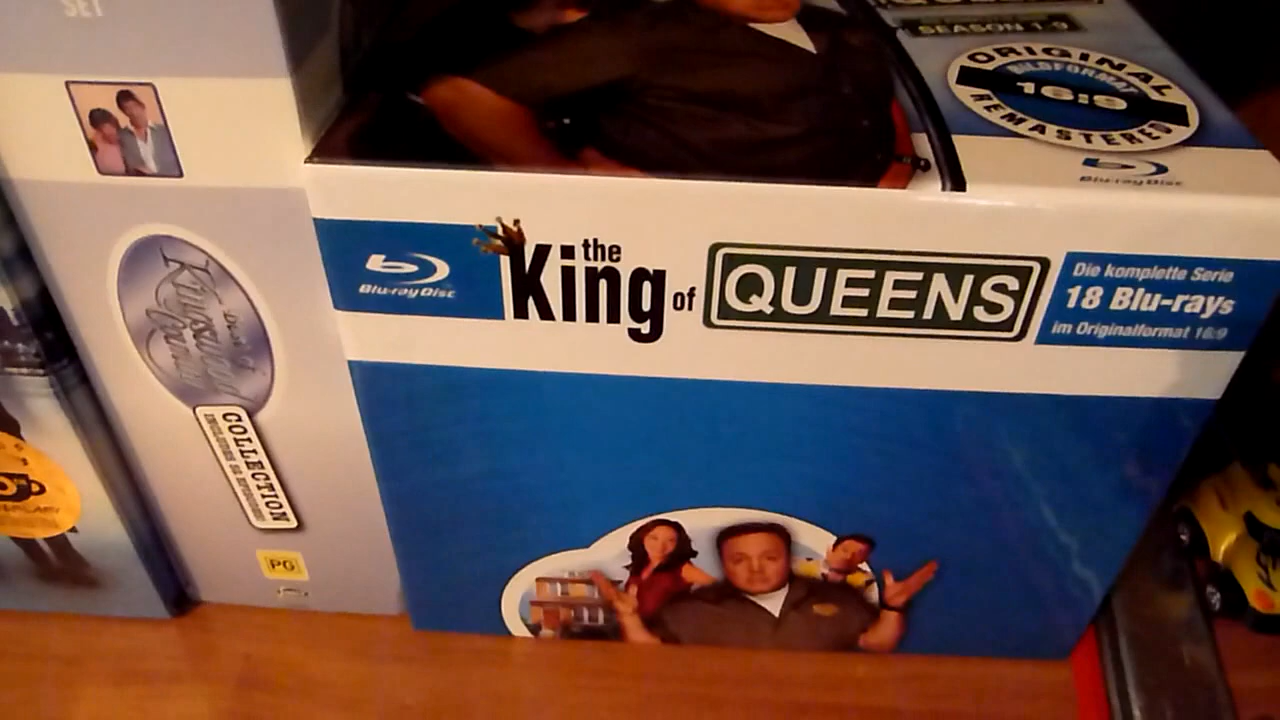 SET
SEASON 1-9
ORIGINAL
BILDFORMAT
16:9
REMASTERED
Blu-ray Disc
Blu-ray Disc
the
King of QUEENS
Die komplette Serie
18 Blu-rays
im Originalformat 16:9
COLLECTION
PG